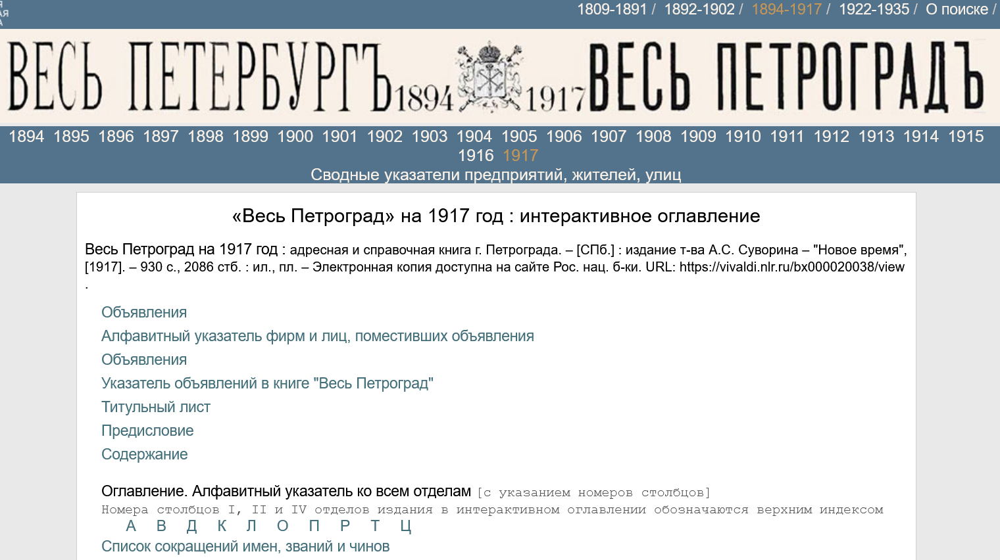 Я
АЯ
А
1809-1891 / 1892-1902 / 1894-1917 / 1922-1935 / О поиске /
ВЕСЬ ПЕТЕРБУРГЪ 1894 1917 ВЕСЬ ПЕТРОГРАДЪ
1894 1895 1896 1897 1898 1899 1900 1901 1902 1903 1904 1905 1906 1907 1908 1909 1910 1911 1912 1913 1914 1915
1916 1917
Сводные указатели предприятий, жителей, улиц
«Весь Петроград» на 1917 год : интерактивное оглавление
Весь Петроград на 1917 год : адресная и справочная книга г. Петрограда. – [СПб.] : издание т-ва А.С. Суворина – "Новое время",
[1917]. – 930 с., 2086 стб. : ил., пл. – Электронная копия доступна на сайте Рос. нац. б-ки. URL: https://vivaldi.nlr.ru/bx000020038/view
.
Объявления
Алфавитный указатель фирм и лиц, поместивших объявления
Объявления
Указатель объявлений в книге "Весь Петроград"
Титульный лист
Предисловие
Содержание
Оглавление. Алфавитный указатель ко всем отделам [с указанием номеров столбцов]
Номера столбцов I, II и IV отделов издания в интерактивном оглавлении обозначаются верхним индексом
А В Д К Л О П Р Т Ц
Список сокращений имен, званий и чинов